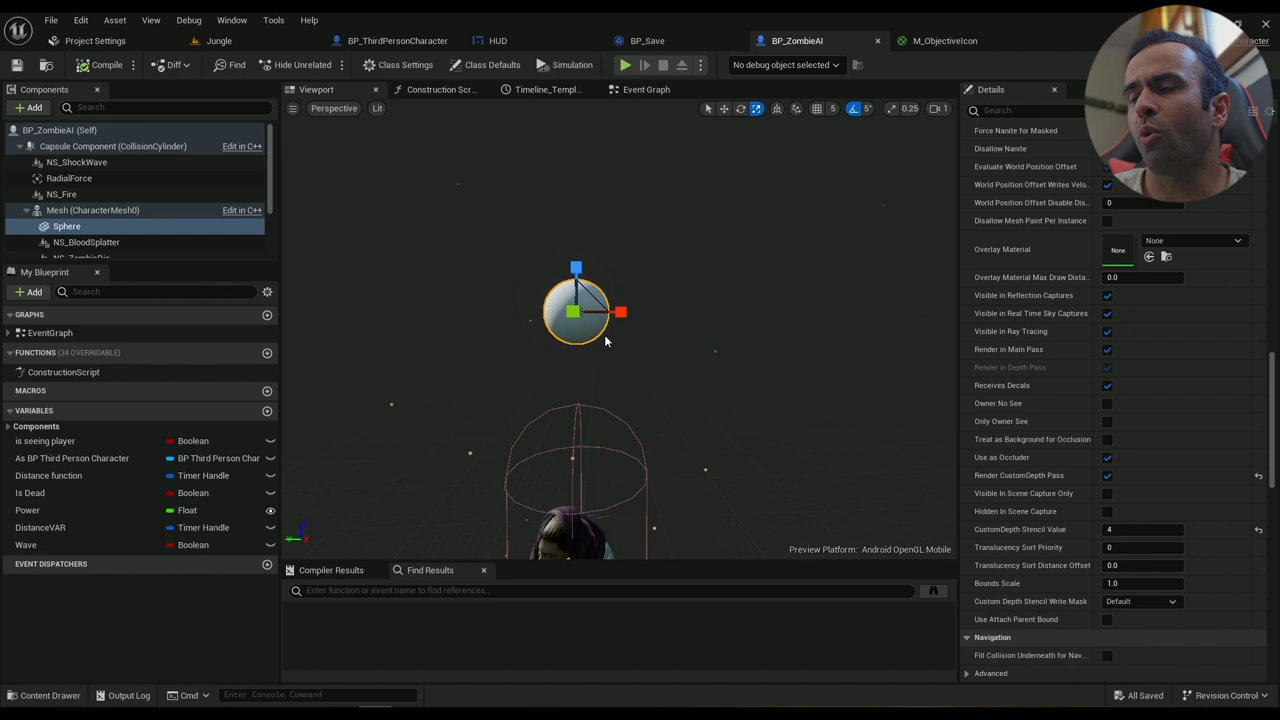 File Edit Asset View Window Debug Tools Help
Project Settings Jungle BP_ThirdPersonCharacter HUD BP_Save BP_ZombieAI M_ObjectiveIcon
Compile Diff Find Hide Unrelated Class Settings Class Defaults Simulation No debug object selected
Components
Add Search
BP_ZombieAI (Self)
Capsule Component (CollisionCylinder) Edit in C++
NS_ShockWave
RadialForce
NS_Fire
Mesh (CharacterMesh0) Edit in C++
Sphere
NS_BloodSplatter
My Blueprint
Add Search
GRAPHS
EventGraph
FUNCTIONS (34 OVERRIDABLE)
ConstructionScript
MACROS
VARIABLES
Components
is seeing player Boolean
As BP Third Person Character BP Third Person Char
Distance function Timer Handle
Is Dead Boolean
Power Float
DistanceVAR Timer Handle
Wave Boolean
EVENT DISPATCHERS
Viewport Construction Scr... Timeline_Templ... Event Graph
Perspective Lit 5 5° 0.25 1
Preview Platform: Android OpenGL Mobile
Compiler Results Find Results
Enter function or event name to find references...
Details
Search
Force Nanite for Masked
Disallow Nanite
Evaluate World Position Offset
World Position Offset Writes Velo...
World Position Offset Disable Dis... 0
Disallow Mesh Paint Per Instance
Overlay Material None None
Overlay Material Max Draw Dista... 0.0
Visible in Reflection Captures
Visible in Real Time Sky Captures
Visible in Ray Tracing
Render in Main Pass
Render in Depth Pass
Receives Decals
Owner No See
Only Owner See
Treat as Background for Occlusion
Use as Occluder
Render CustomDepth Pass
Visible In Scene Capture Only
Hidden In Scene Capture
CustomDepth Stencil Value 4
Translucency Sort Priority 0
Translucency Sort Distance Offset 0.0
Bounds Scale 1.0
Custom Depth Stencil Write Mask Default
Use Attach Parent Bound
Navigation
Fill Collision Underneath for Nav...
Advanced
Content Drawer Output Log Cmd Enter Console Command All Saved Revision Control